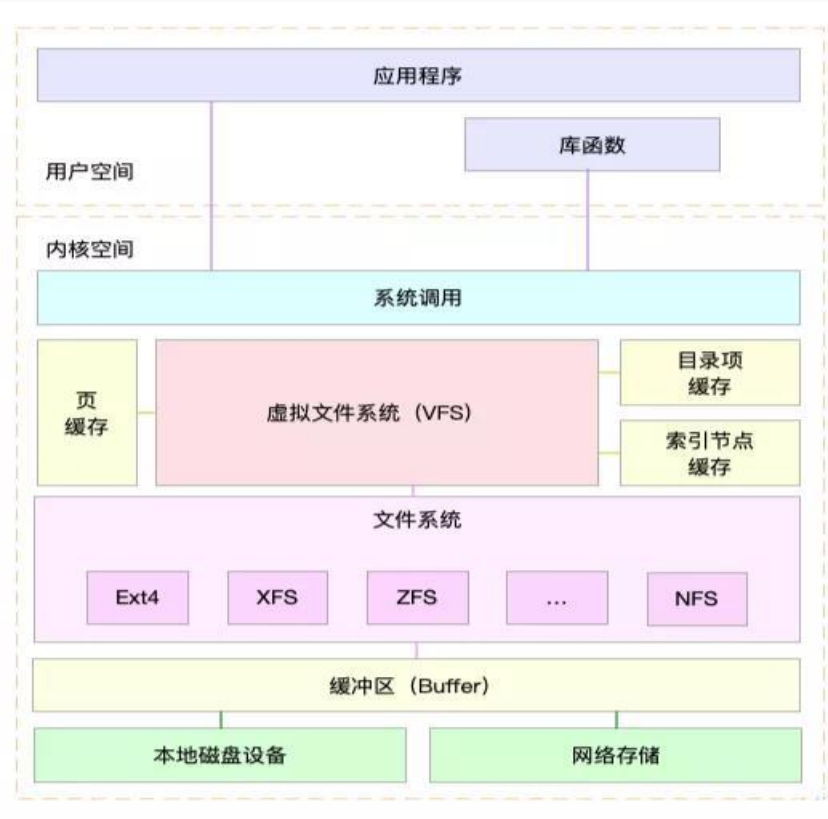 应用程序
库函数
用户空间
内核空间
系统调用
页
缓存
虚拟文件系统（VFS）
目录项
缓存
索引节点
缓存
文件系统
Ext4
XFS
ZFS
...
NFS
缓冲区（Buffer）
本地磁盘设备
网络存储